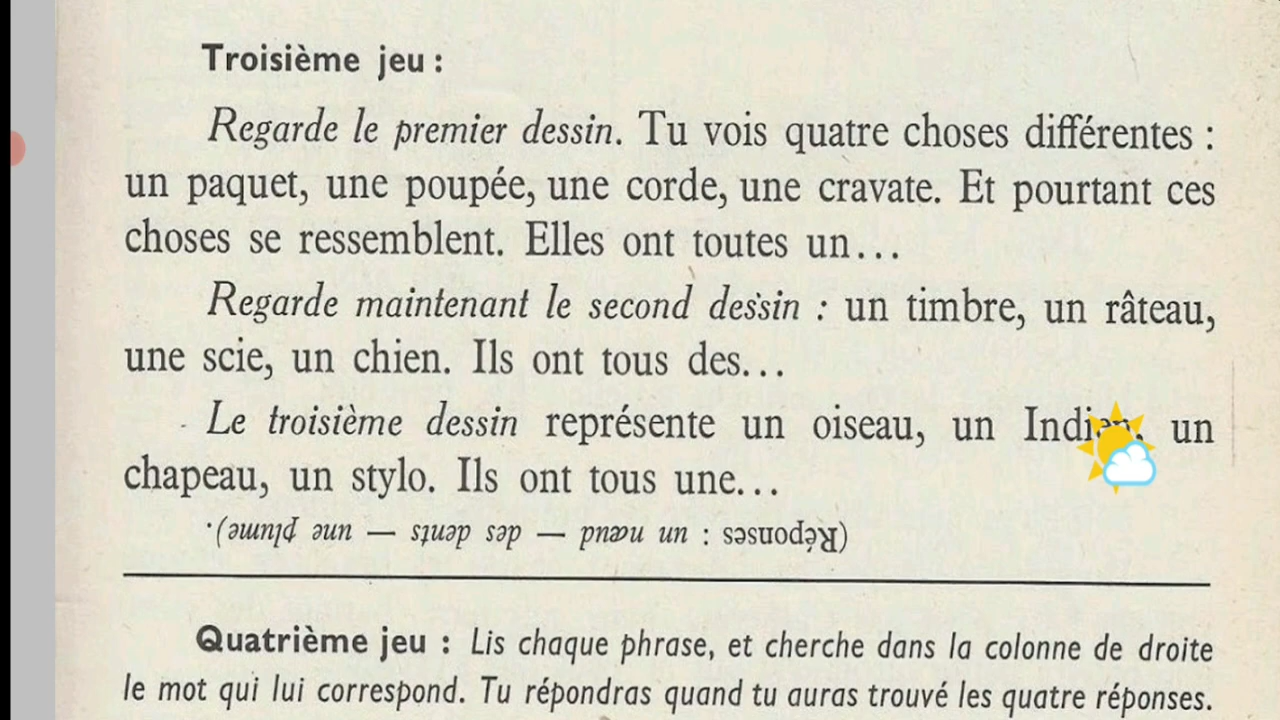 Troisième jeu :
Regarde le premier dessin. Tu vois quatre choses différentes :
un paquet, une poupée, une corde, une cravate. Et pourtant ces
choses se ressemblent. Elles ont toutes un...
Regarde maintenant le second dessin : un timbre, un râteau,
une scie, un chien. Ils ont tous des...
Le troisième dessin représente un oiseau, un un
chapeau, un stylo. Ils ont tous une...
(Réponses : un nœud — des dents — une plume).
Quatrième jeu : Lis chaque phrase, et cherche dans la colonne de droite
le mot qui lui correspond. Tu répondras quand tu auras trouvé les quatre réponses.